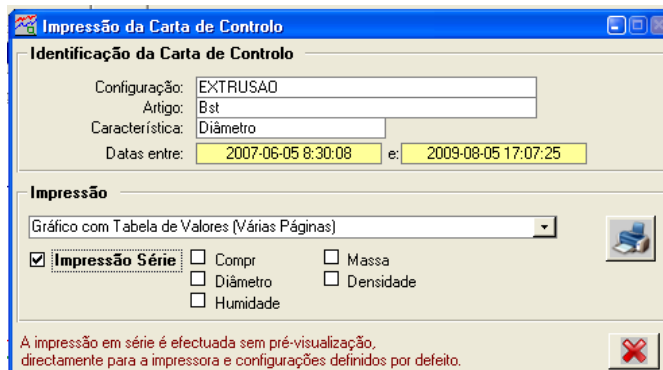 Impressão da Carta de Controlo
Identificação da Carta de Controlo
Configuração: EXTRUSAO
Artigo: Bst
Característica: Diâmetro
Datas entre: 2007-06-05 8:30:08 e: 2009-08-05 17:07:25
Impressão
Gráfico com Tabela de Valores (Várias Páginas)
Impressão Série Compr Massa
Diâmetro Densidade
Humidade
A impressão em série é efectuada sem pré-visualização,
directamente para a impressora e configurações definidos por defeito.